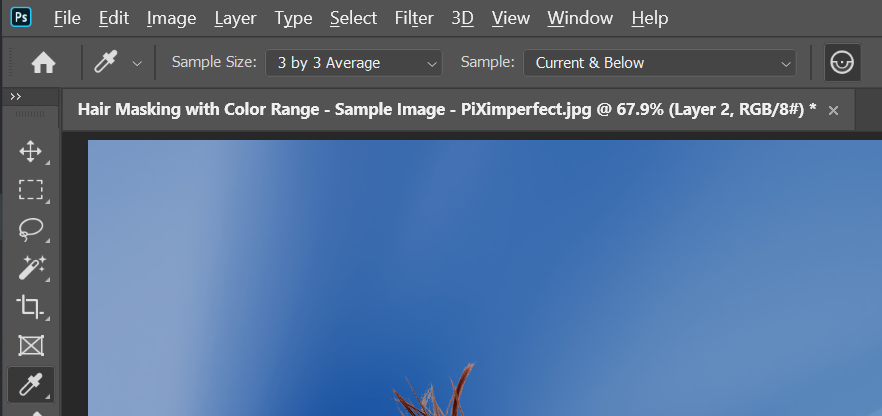 Ps File Edit Image Layer Type Select Filter 3D View Window Help
Sample Size: 3 by 3 Average Sample: Current & Below
Hair Masking with Color Range - Sample Image - PiXimperfect.jpg @ 67.9% (Layer 2, RGB/8#) *